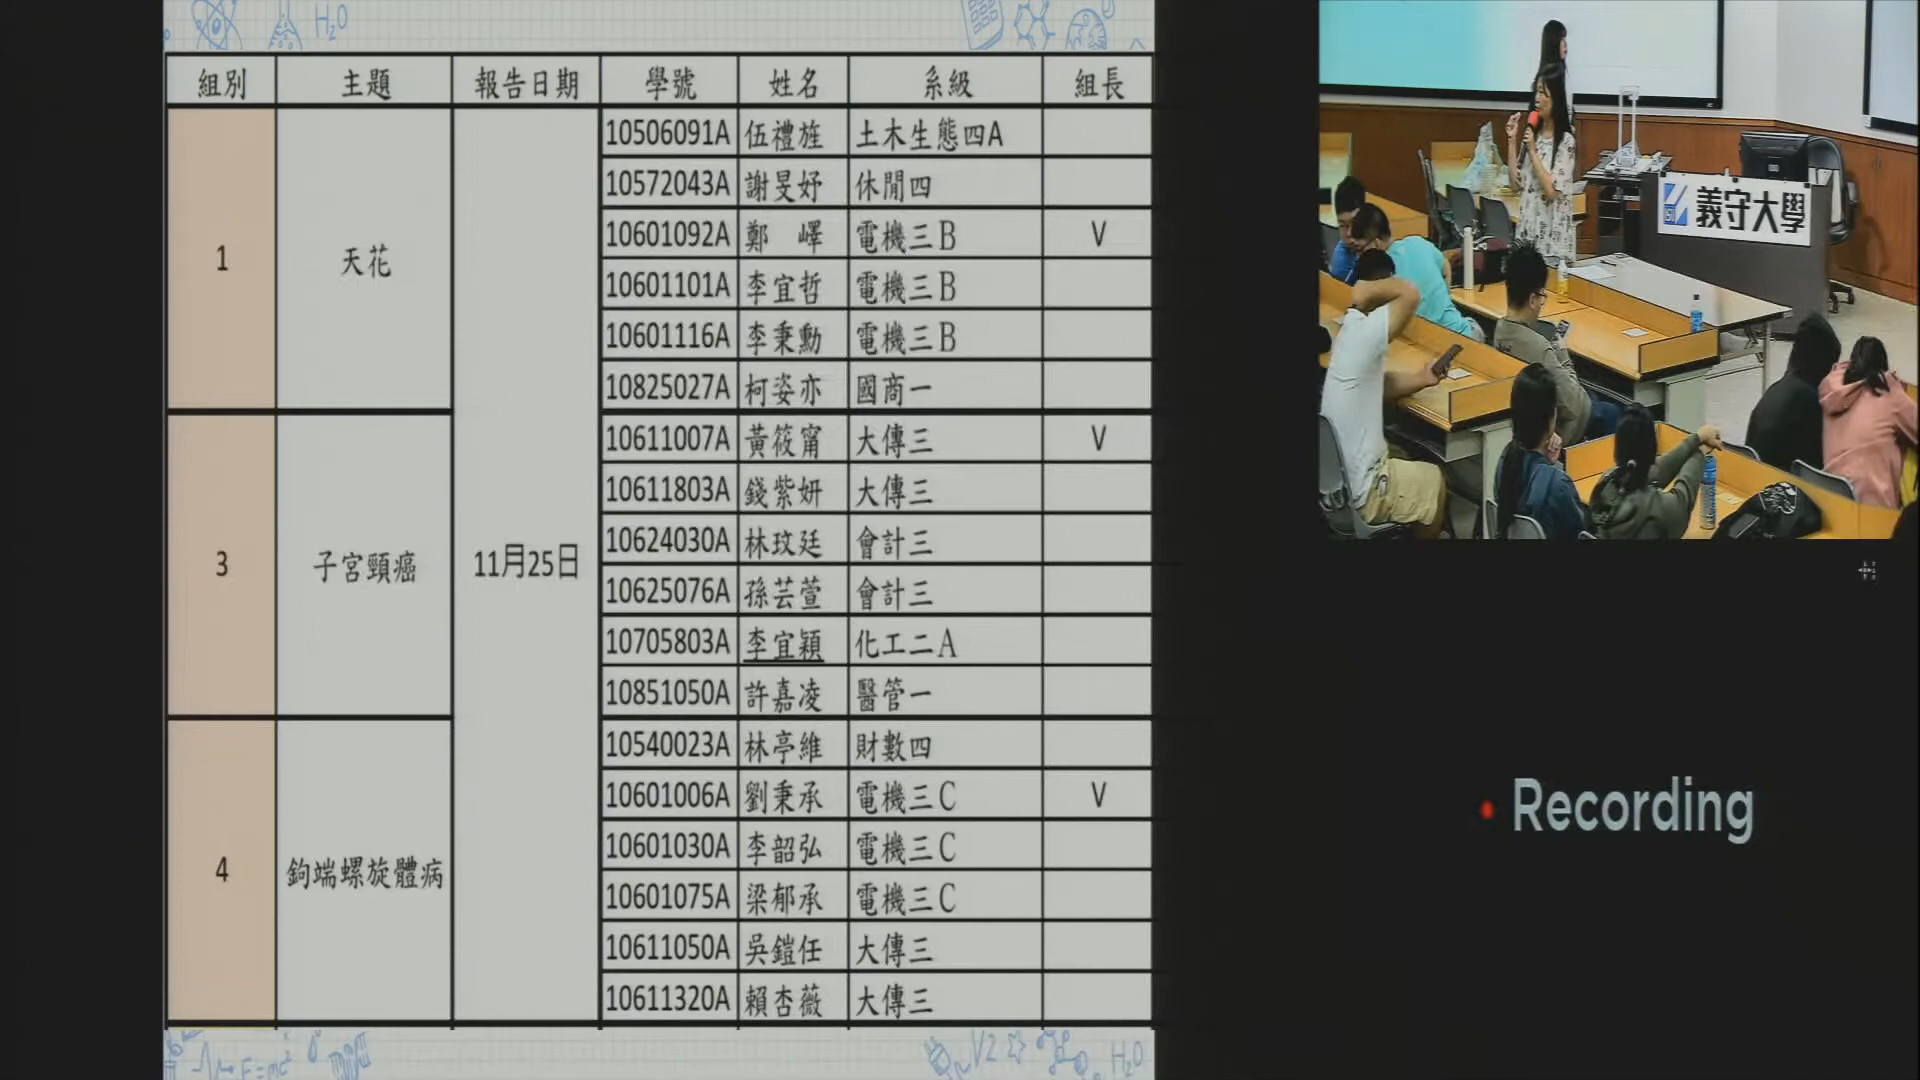 H₂O
組別 主題 報告日期 學號 姓名 系級 組長
1 天花 11月25日
10506091A 伍禮旌 土木生態四A
10572043A 謝旻妤 休閒四
10601092A 鄭 嶧 電機三B V
10601101A 李宜哲 電機三B
10601116A 李秉勳 電機三B
10825027A 柯姿亦 國商一
3 子宮頸癌
10611007A 黃筱甯 大傳三 V
10611803A 錢紫妍 大傳三
10624030A 林玟廷 會計三
10625076A 孫芸萱 會計三
10705803A 李宜穎 化工二A
10851050A 許嘉凌 醫管一
4 鉤端螺旋體病
10540023A 林亭維 財數四
10601006A 劉秉承 電機三C V
10601030A 李韶弘 電機三C
10601075A 梁郁承 電機三C
10611050A 吳鎧任 大傳三
10611320A 賴杏薇 大傳三
E=mc² √2 H₂O
義守大學
Recording